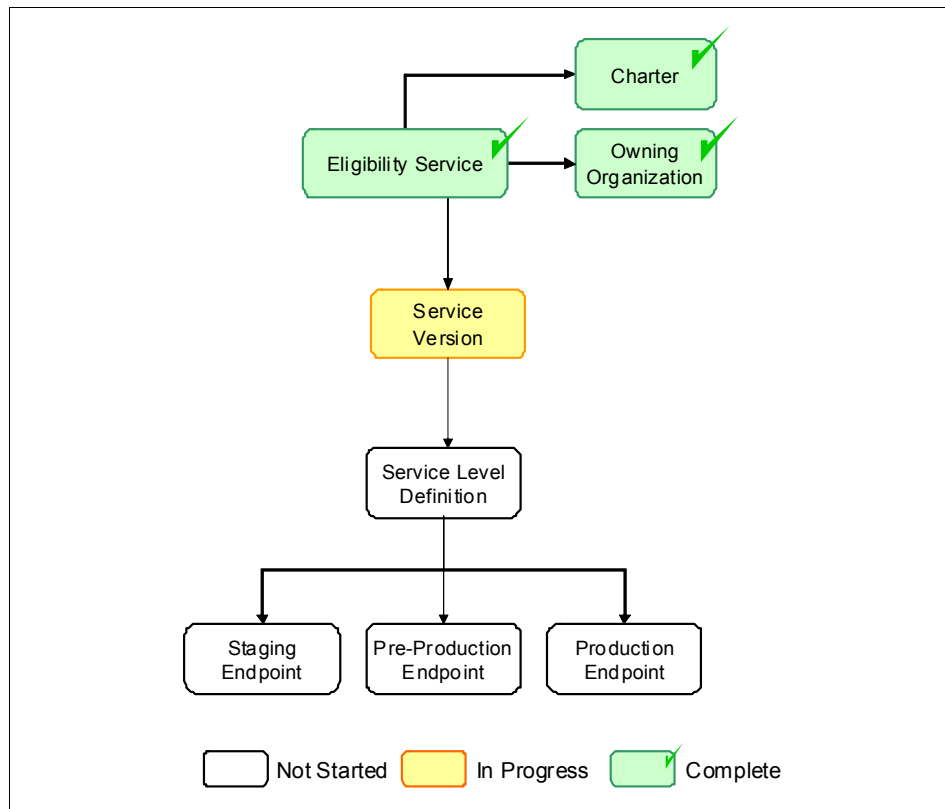 Charter
Eligibility Service
Owning
Organization
Service
Version
Service Level
Definition
Staging
Endpoint
Pre-Production
Endpoint
Production
Endpoint
Not Started
In Progress
Complete